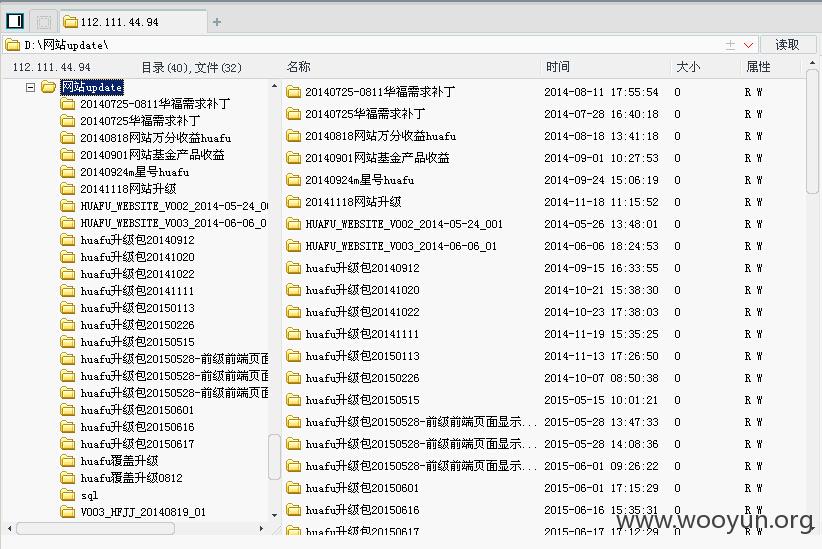 112.111.44.94
D:\网站update\
读取
112.111.44.94 目录(40),文件(32)
名称 时间 大小 属性
网站update
20140725-0811华福需求补丁
20140725华福需求补丁
20140818网站万分收益huafu
20140901网站基金产品收益
20140924m星号huafu
20141118网站升级
HUAFU_WEBSITE_V002_2014-05-24_00
HUAFU_WEBSITE_V003_2014-06-06_0
huafu升级包20140912
huafu升级包20141020
huafu升级包20141022
huafu升级包20141111
huafu升级包20150113
huafu升级包20150226
huafu升级包20150515
huafu升级包20150528-前级前端页面
huafu升级包20150528-前级前端页面
huafu升级包20150528-前级前端页面
huafu升级包20150601
huafu升级包20150616
huafu升级包20150617
huafu覆盖升级
huafu覆盖升级0812
sql
V003_HFJJ_20140819_01
20140725-0811华福需求补丁 2014-08-11 17:55:54 0 R W
20140725华福需求补丁 2014-07-28 16:40:18 0 R W
20140818网站万分收益huafu 2014-08-18 13:41:18 0 R W
20140901网站基金产品收益 2014-09-01 10:27:53 0 R W
20140924m星号huafu 2014-09-24 15:06:19 0 R W
20141118网站升级 2014-11-18 11:15:52 0 R W
HUAFU_WEBSITE_V002_2014-05-24_001 2014-05-26 13:48:01 0 R W
HUAFU_WEBSITE_V003_2014-06-06_01 2014-06-06 18:24:53 0 R W
huafu升级包20140912 2014-09-15 16:33:55 0 R W
huafu升级包20141020 2014-10-21 15:38:30 0 R W
huafu升级包20141022 2014-10-23 17:38:03 0 R W
huafu升级包20141111 2014-11-19 15:35:25 0 R W
huafu升级包20150113 2014-11-13 17:26:50 0 R W
huafu升级包20150226 2014-10-07 08:50:38 0 R W
huafu升级包20150515 2015-05-15 10:01:21 0 R W
huafu升级包20150528-前级前端页面显示... 2015-05-28 13:47:33 0 R W
huafu升级包20150528-前级前端页面显示... 2015-05-28 14:08:36 0 R W
huafu升级包20150528-前级前端页面显示... 2015-06-01 09:26:22 0 R W
huafu升级包20150601 2015-06-01 17:15:29 0 R W
huafu升级包20150616 2015-06-16 15:35:31 0 R W
huafu升级包20150617 2015-06-17 17:12:29 0 R W
www.wooyun.org